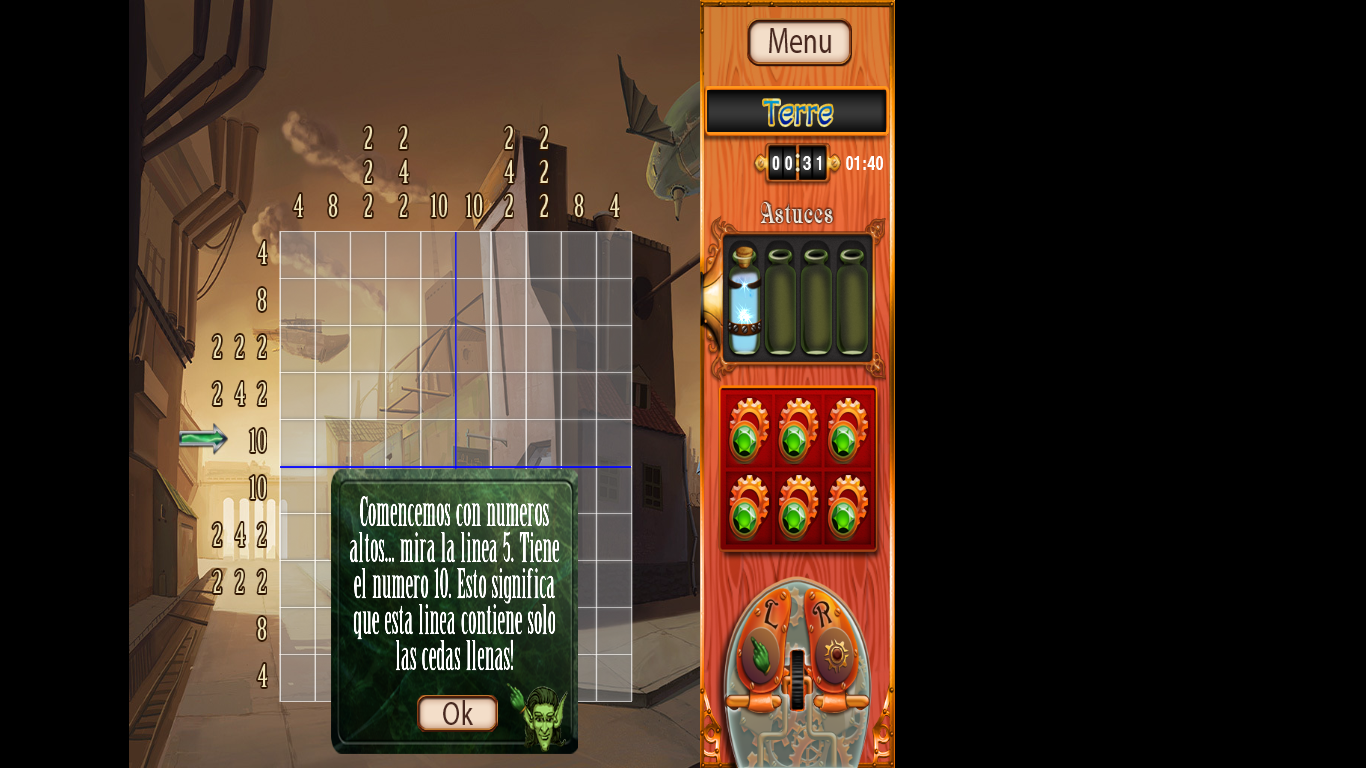 Menu
Terre
00:31 01:40
Astuces
2 2 2 2
2 4 4 2
4 8 2 2 10 10 2 2 8 4
4
8
2 2 2
2 4 2
10
10
2 4 2
2 2 2
8
4
Comencemos con numeros
altos... mira la linea 5. Tiene
el numero 10. Esto significa
que esta linea contiene solo
las cedas llenas!
Ok
L R